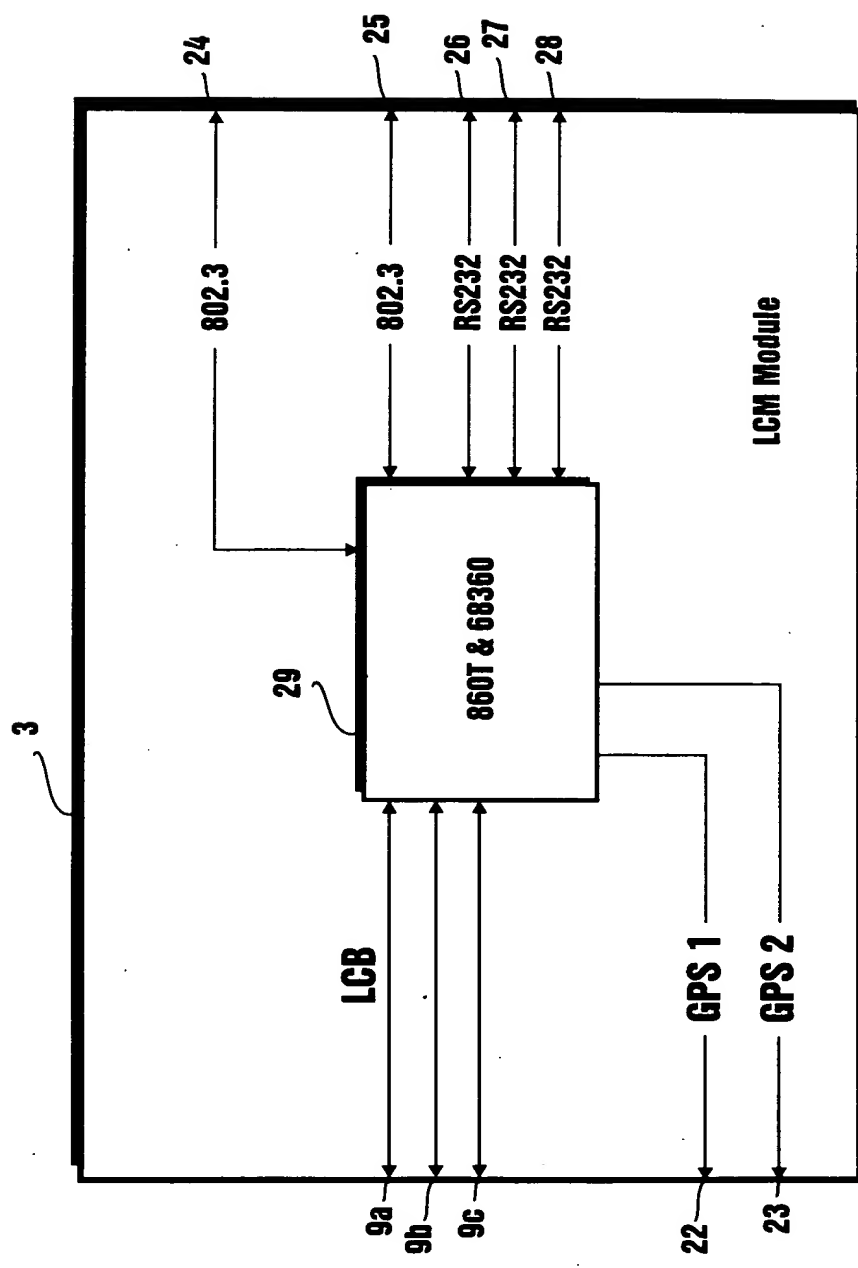 3
802.3
24
29
LCB
9a
802.3
25
9b
9c
860T & 68360
RS232
26
RS232
27
RS232
28
22
GPS 1
LCM Module
23
GPS 2